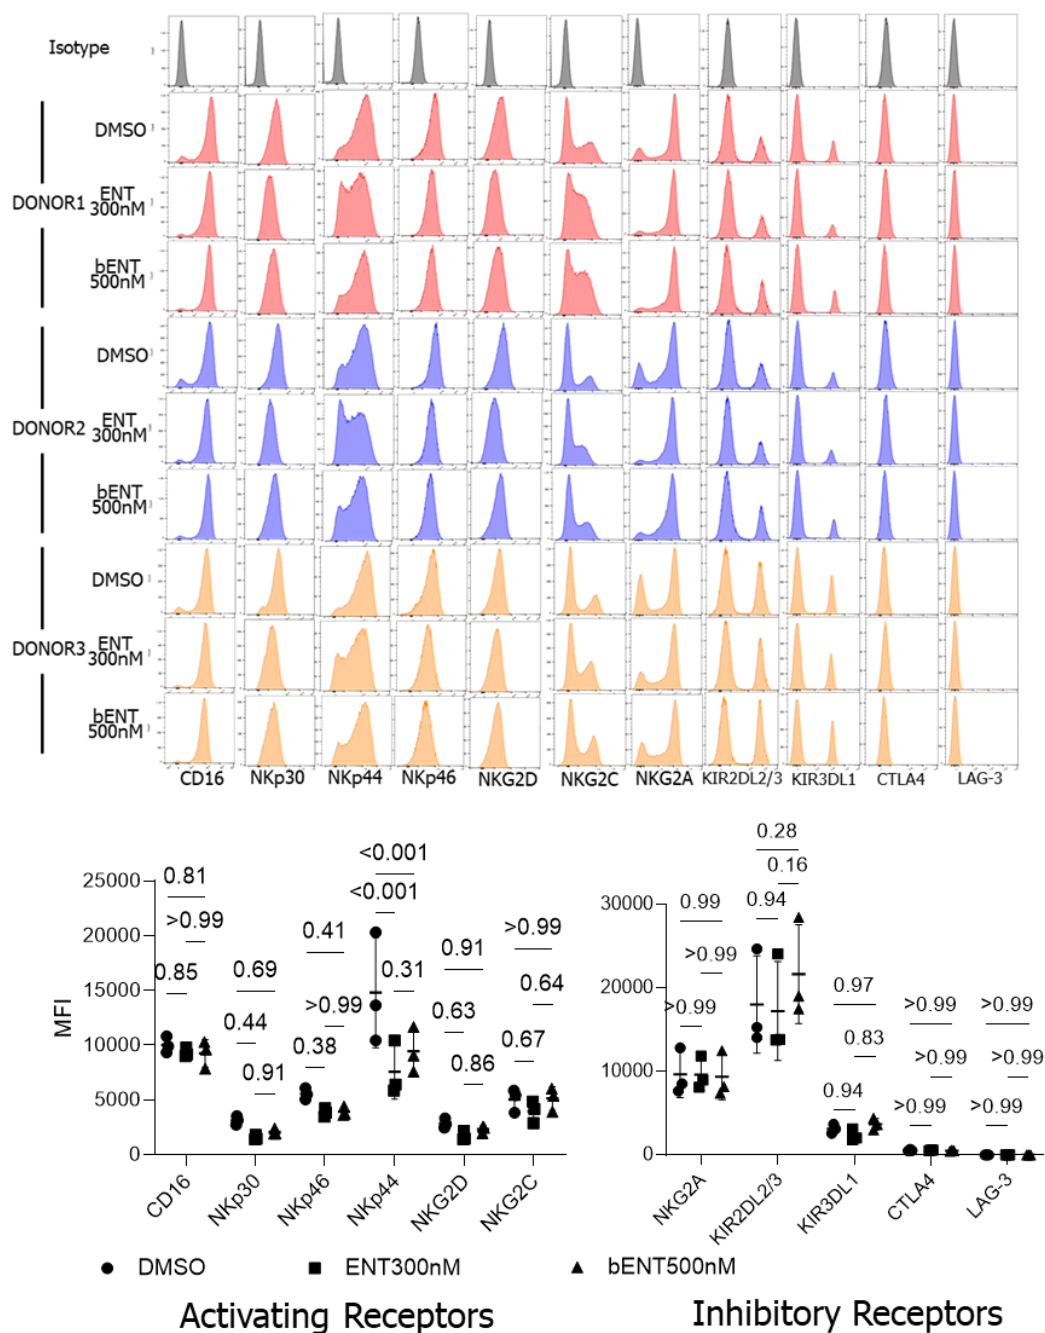 Isotype
DMSO
DONOR1 ENT 300nM
bENT 500nM
DMSO
DONOR2 ENT 300nM
bENT 500nM
DMSO
DONOR3 ENT 300nM
bENT 500nM
CD16 NKp30 NKp44 NKp46 NKG2D NKG2C NKG2A KIR2DL2/3 KIR3DL1 CTLA4 LAG-3
MFI
25000
20000
15000
10000
5000
0
0.81
>0.99
0.85
0.69
0.44
0.91
0.41
>0.99
0.38
<0.001
<0.001
0.31
0.91
0.63
0.86
>0.99
0.64
0.67
CD16 NKp30 NKp46 NKp44 NKG2D NKG2C
30000
20000
10000
0
0.99
>0.99
>0.99
0.28
0.16
0.94
0.97
0.83
0.94
>0.99
>0.99
>0.99
>0.99
>0.99
>0.99
NKG2A KIR2DL2/3 KIR3DL1 CTLA4 LAG-3
DMSO ENT300nM bENT500nM
Activating Receptors
Inhibitory Receptors